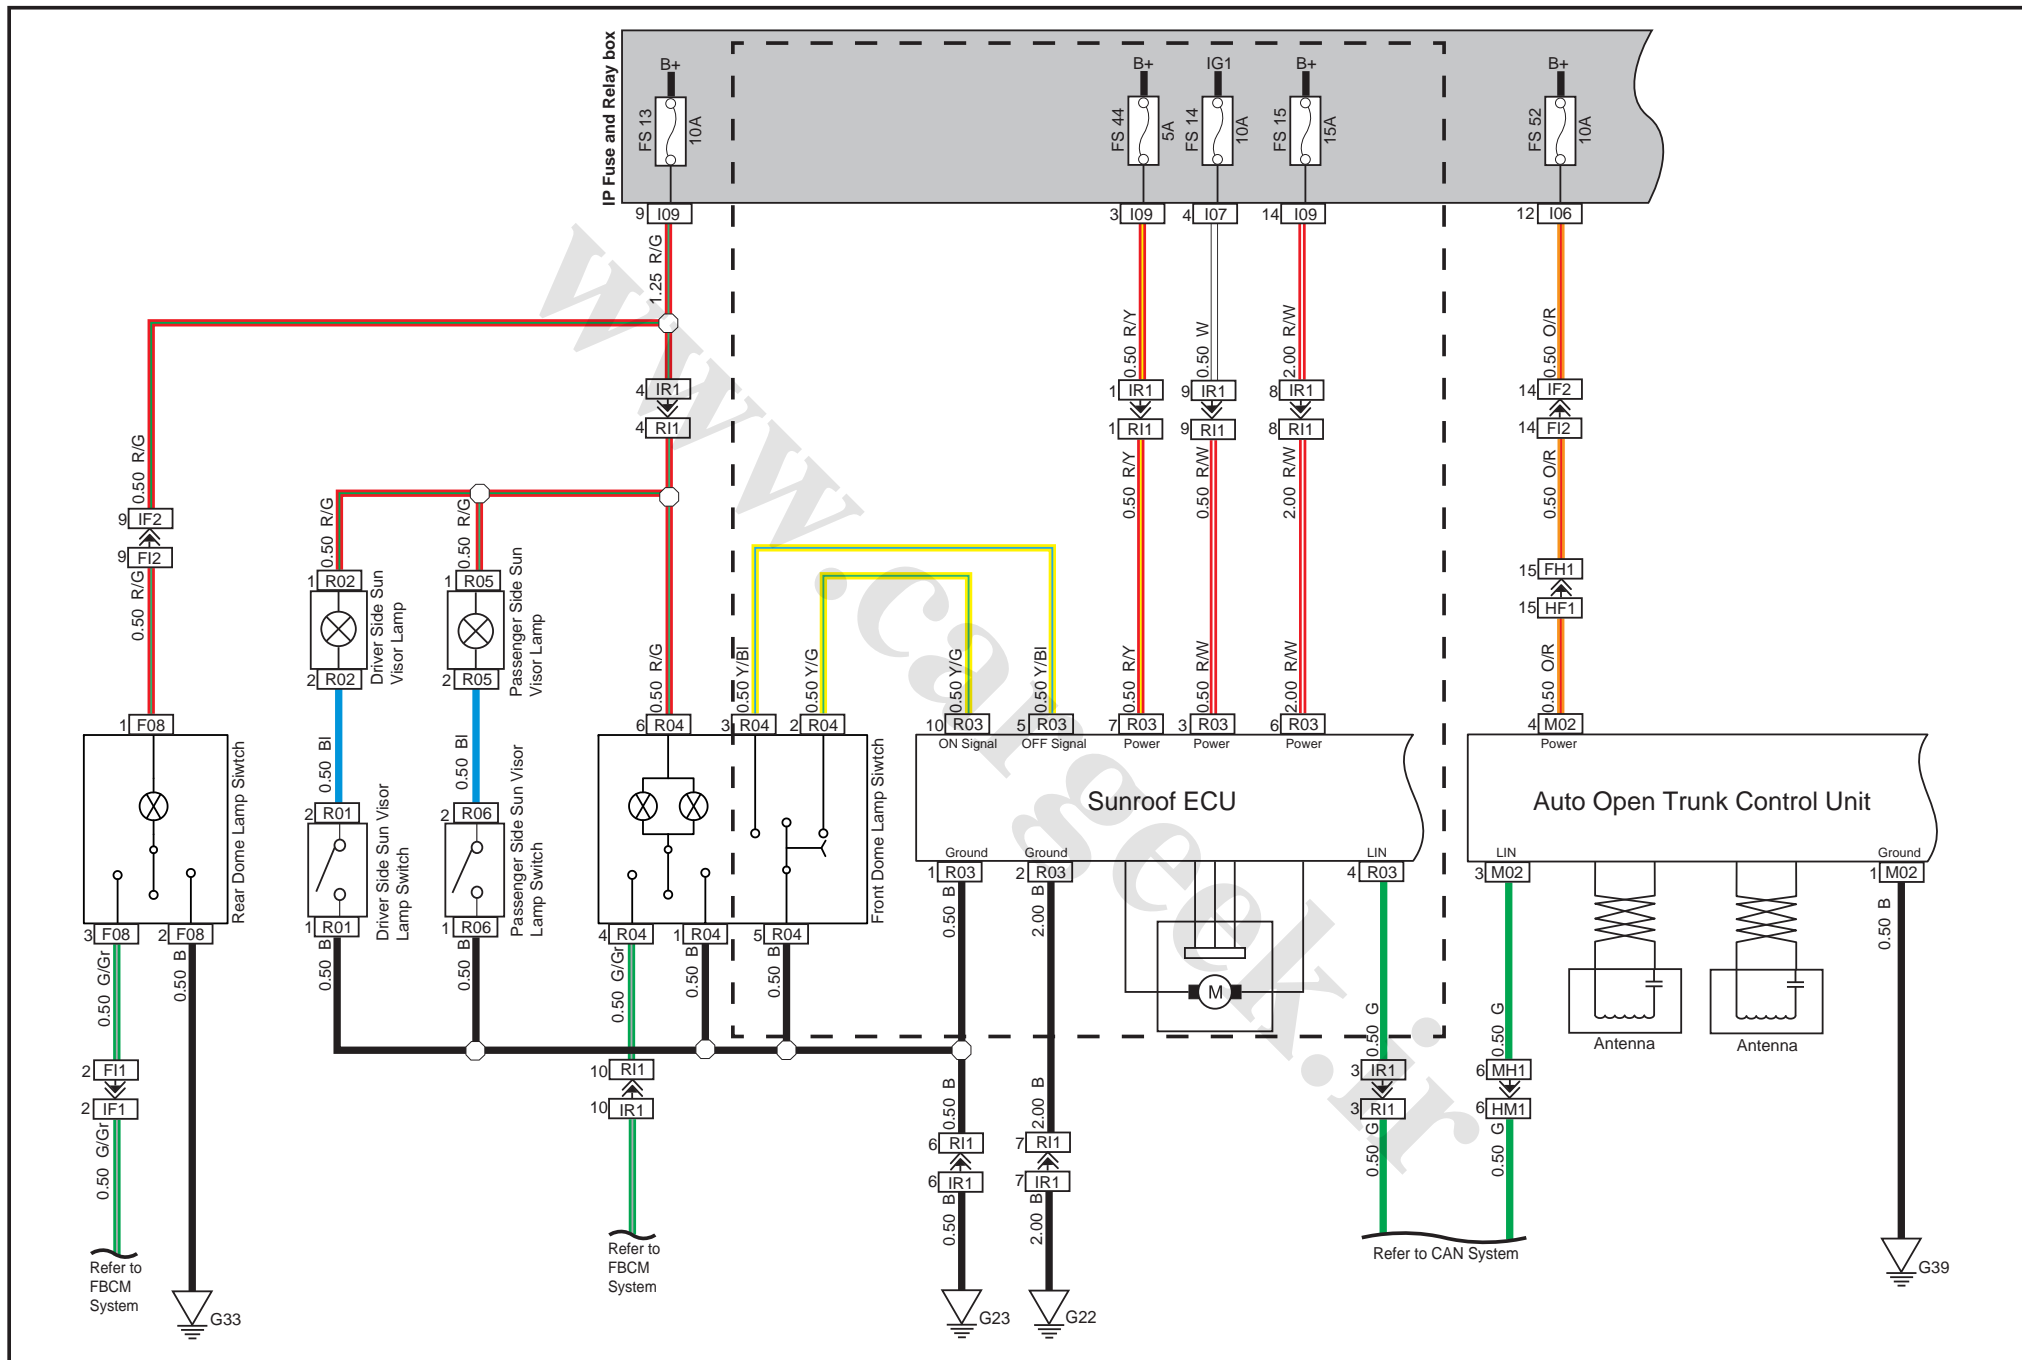 IP Fuse and Relay box
B+
FS 13
10A
B+
FS 44
5A
IG1
FS 14
10A
B+
FS 15
15A
B+
FS 52
10A
9 I09
3 I09
4 I07
14 I09
12 I06
1.25 R/G
0.50 R/Y
0.50 W
2.00 R/W
0.50 O/R
4 IR1
4 RI1
1 IR1
1 RI1
9 IR1
9 RI1
8 IR1
8 RI1
14 IF2
14 FI2
0.50 R/G
9 IF2
9 FI2
0.50 R/G
0.50 R/G
0.50 R/G
0.50 R/Y
0.50 R/W
2.00 R/W
0.50 O/R
15 FH1
15 HF1
1 R02
Driver Side Sun
Visor Lamp
2 R02
1 R05
Passenger Side Sun
Visor Lamp
2 R05
0.50 R/G
0.50 Y/Bl
0.50 Y/G
0.50 Y/G
0.50 Y/Bl
0.50 R/Y
0.50 R/W
2.00 R/W
0.50 O/R
1 F08
0.50 Bl
0.50 Bl
6 R04
3 R04
2 R04
10 R03
5 R03
7 R03
3 R03
6 R03
4 M02
ON Signal
OFF Signal
Power
Power
Power
Power
Rear Dome Lamp Siwtch
2 R01
Driver Side Sun Visor
Lamp Switch
1 R01
2 R06
Passenger Side Sun Visor
Lamp Switch
1 R06
Front Dome Lamp Siwtch
Sunroof ECU
Auto Open Trunk Control Unit
Ground
Ground
LIN
LIN
Ground
1 R03
2 R03
4 R03
3 M02
1 M02
3 F08
2 F08
4 R04
1 R04
5 R04
0.50 G/Gr
0.50 B
0.50 B
0.50 B
0.50 G/Gr
0.50 B
0.50 B
0.50 B
2.00 B
M
0.50 G
0.50 G
0.50 B
Antenna
Antenna
2 FI1
2 IF1
10 RI1
10 IR1
3 IR1
3 RI1
6 MH1
6 HM1
0.50 B
2.00 B
6 RI1
6 IR1
7 RI1
7 IR1
0.50 G/Gr
0.50 B
2.00 B
0.50 G
0.50 G
Refer to
FBCM
System
G33
Refer to
FBCM
System
G23
G22
Refer to CAN System
G39
www.cargeek.ir